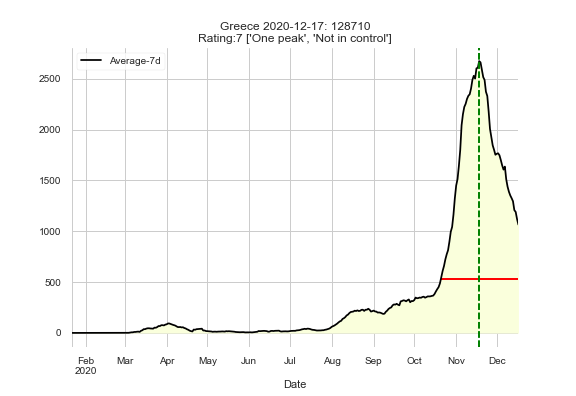 Greece 2020-12-17: 128710
Rating:7 ['One peak', 'Not in control']
Average-7d
2500
2000
1500
1000
500
0
Feb Mar Apr May Jun Jul Aug Sep Oct Nov Dec
2020
Date